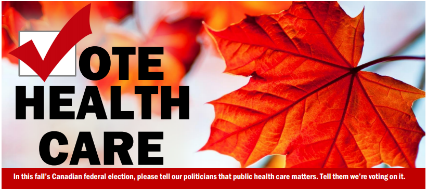 VOTE
HEALTH
CARE
In this fall's Canadian federal election, please tell our politicians that public health care matters. Tell them we're voting on it.